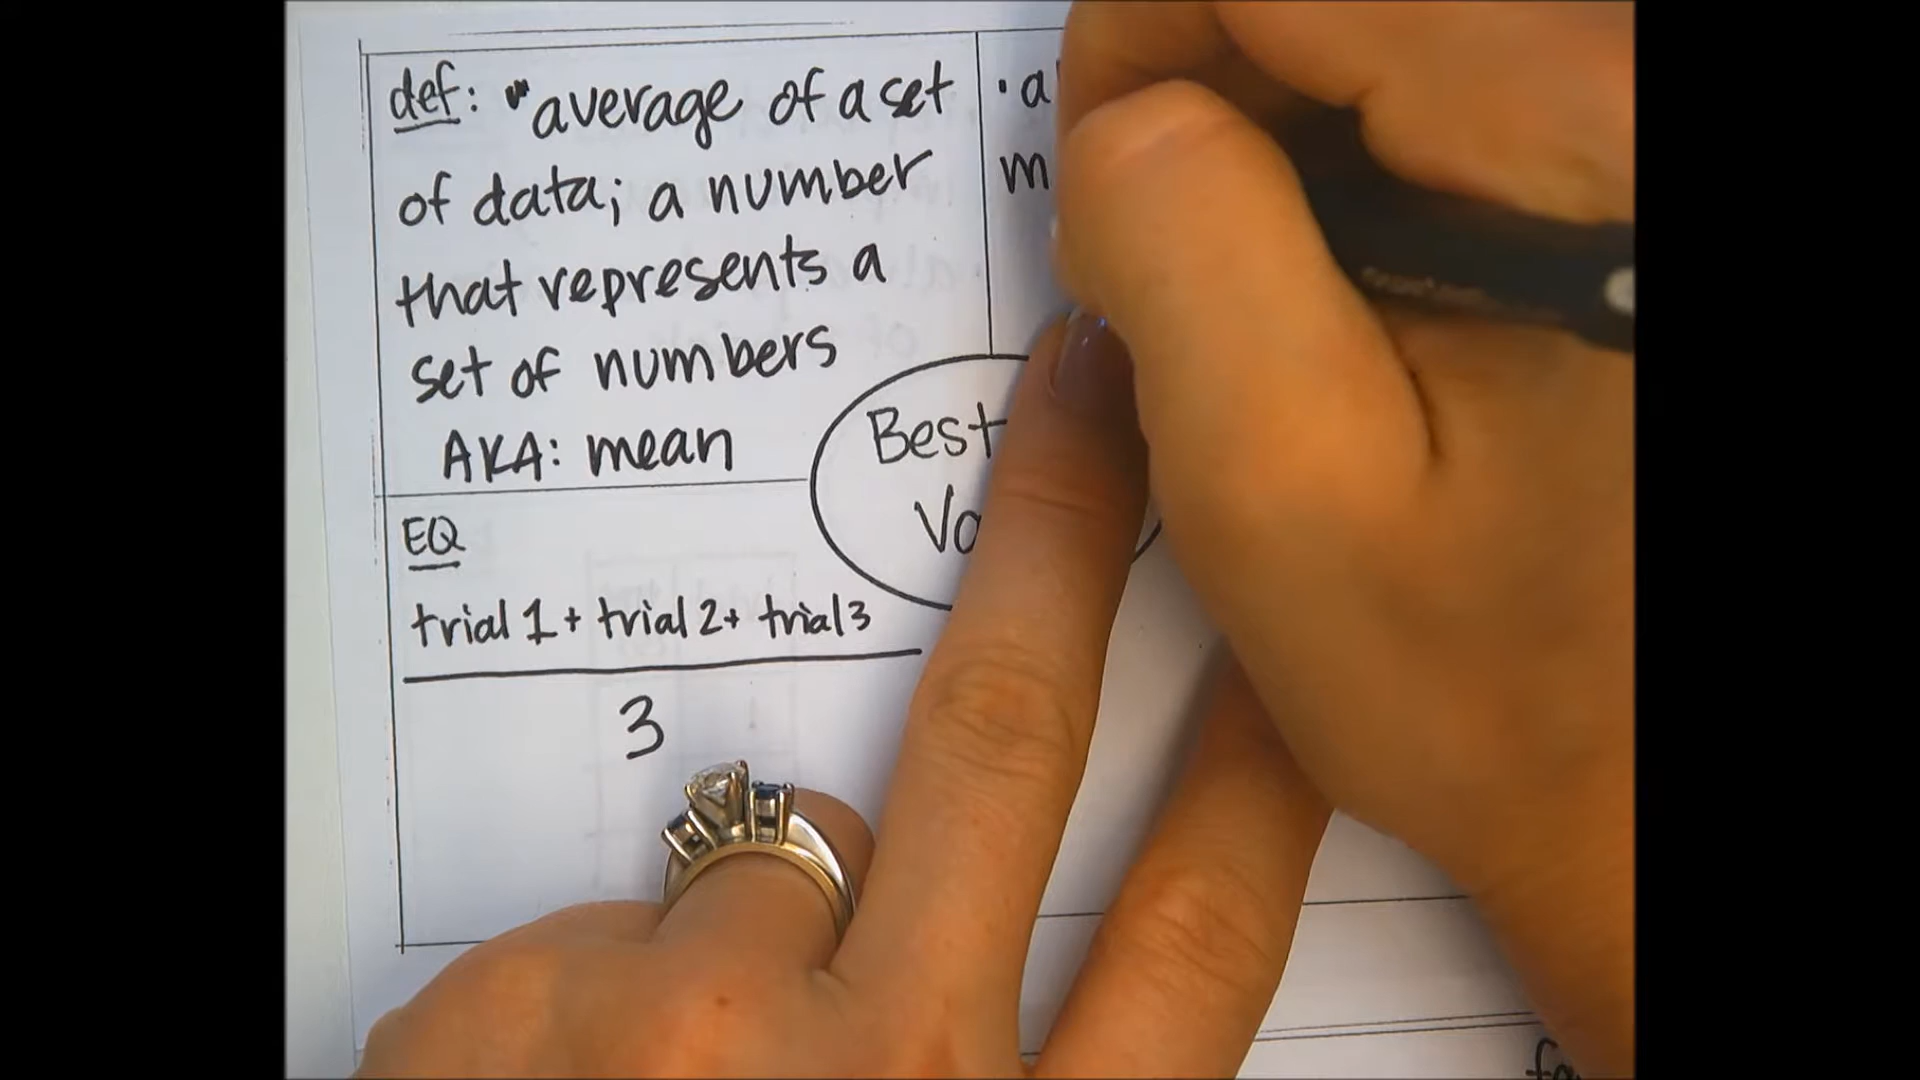 def: average of a set
of data; a number
that represents a
set of numbers
AKA: mean
Best
EQ
trial 1 + trial 2 + trial 3
3